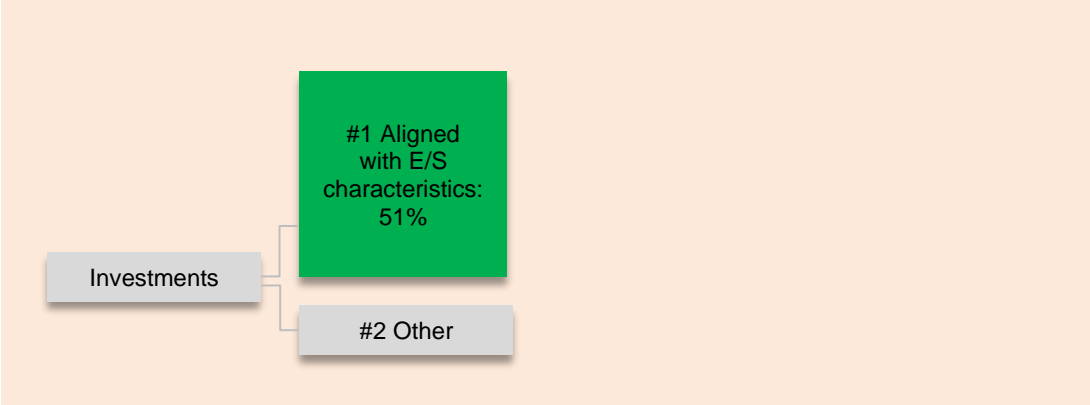 #1 Aligned
with E/S
characteristics:
51%
Investments
#2 Other